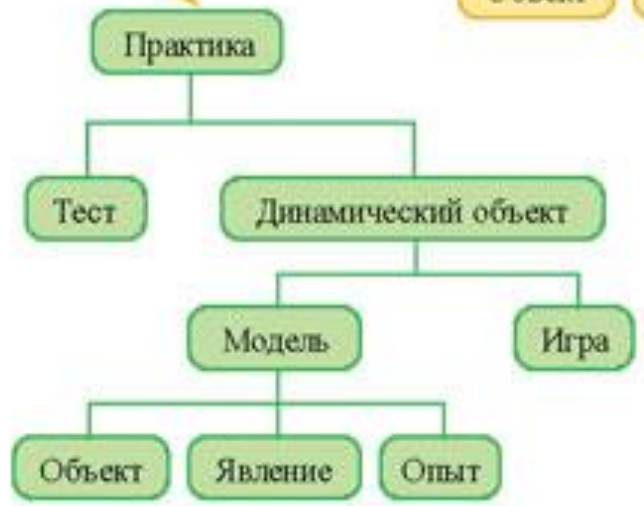 Практика
Тест
Динамический объект
Модель
Игра
Объект
Явление
Опыт